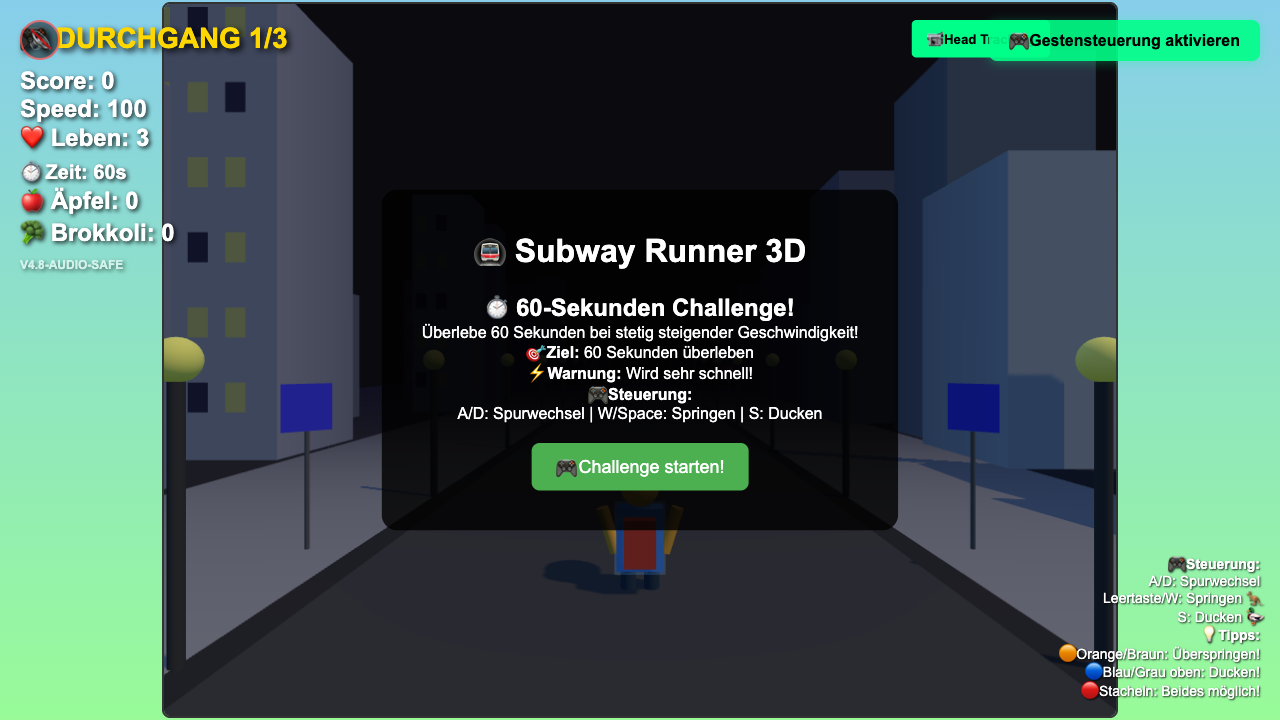 DURCHGANG 1/3
Score: 0
Speed: 100
Leben: 3
Zeit: 60s
Äpfel: 0
Brokkoli: 0
V4.8-AUDIO-SAFE
Head
Gestensteuerung aktivieren
Subway Runner 3D
60-Sekunden Challenge!
Überlebe 60 Sekunden bei stetig steigender Geschwindigkeit!
Ziel: 60 Sekunden überleben
Warnung: Wird sehr schnell!
Steuerung:
A/D: Spurwechsel | W/Space: Springen | S: Ducken
Challenge starten!
Steuerung:
A/D: Spurwechsel
Leertaste/W: Springen
S: Ducken
Tipps:
Orange/Braun: Überspringen!
Blau/Grau oben: Ducken!
Stacheln: Beides möglich!